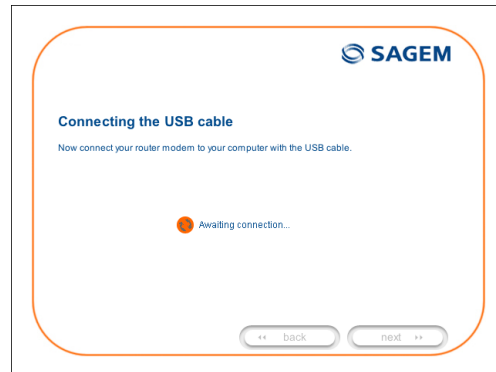 SAGEM
Connecting the USB cable
Now connect your router modem to your computer with the USB cable.
Awaiting connection...
back
next